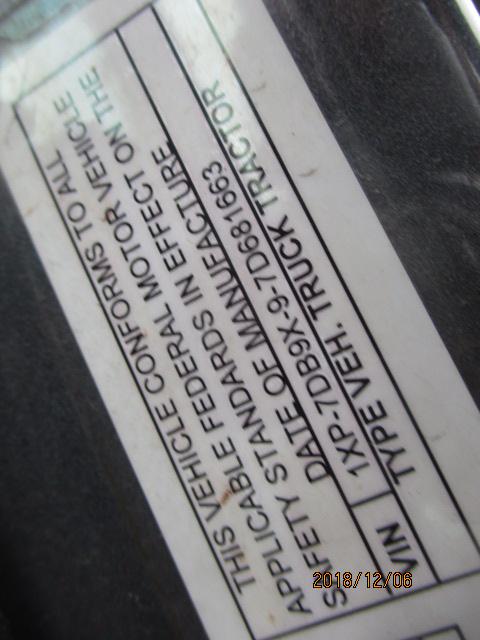 THIS VEHICLE CONFORMS TO ALL
APPLICABLE FEDERAL MOTOR VEHICLE
SAFETY STANDARDS IN EFFECT ON THE
DATE OF MANUFACTURE.
VIN 1XP-7DB9X-9-7D681663
TYPE VEH. TRUCK TRACTOR
2018/12/06